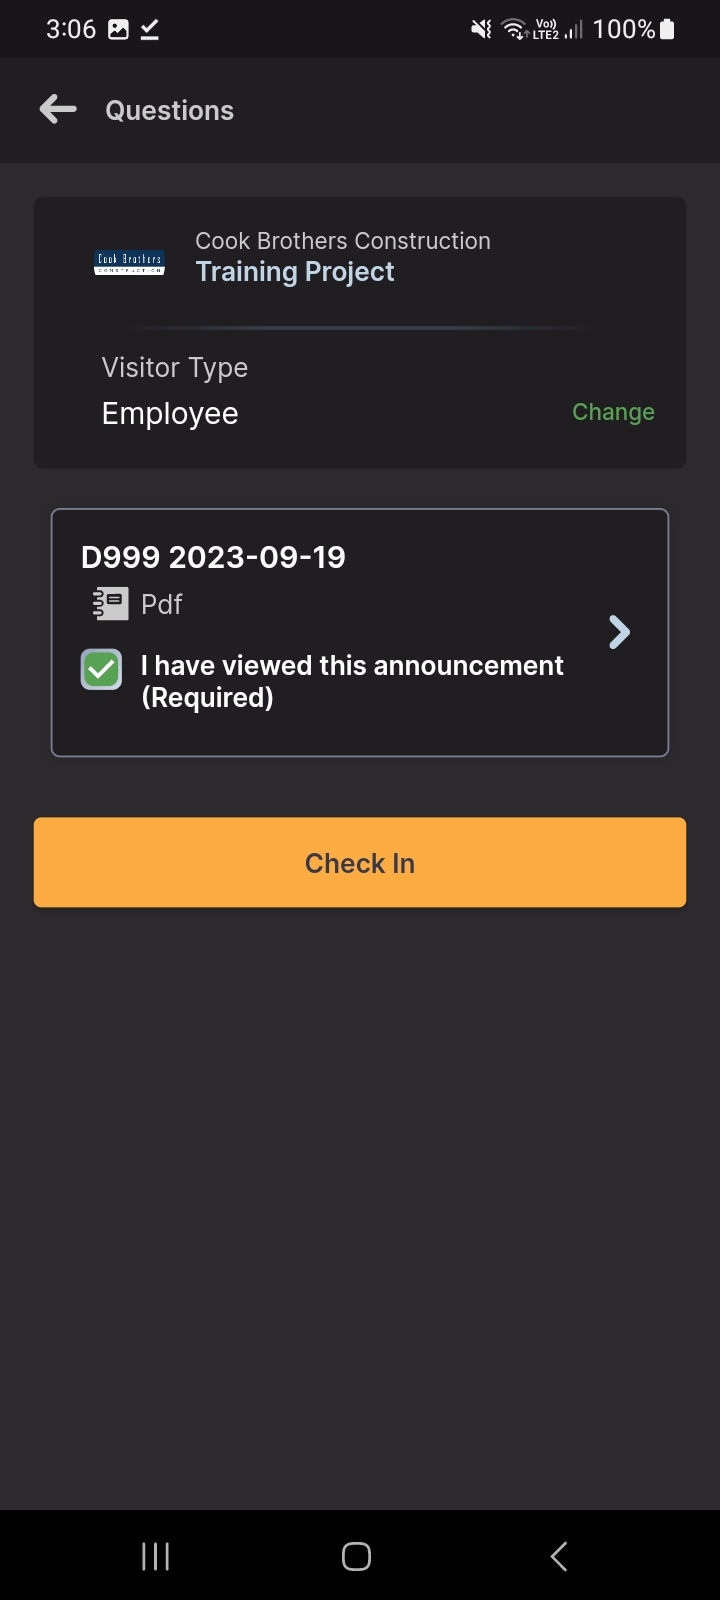 3:06
Vo))
LTE2
100%
Questions
Cook Brothers
CONSTRUCTION
Cook Brothers Construction
Training Project
Visitor Type
Employee
Change
D999 2023-09-19
Pdf
I have viewed this announcement
(Required)
Check In